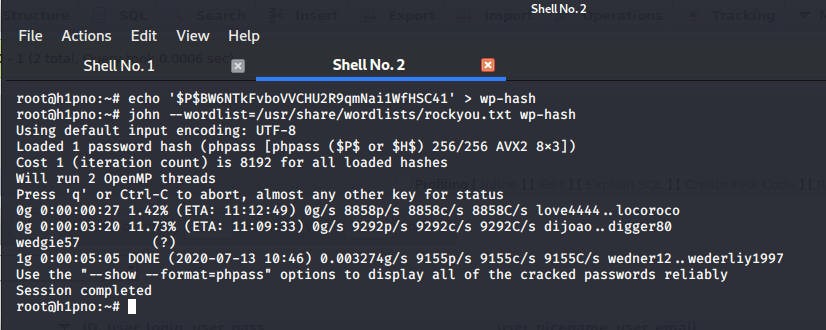 Structure SQL Search Insert Export Import Operations Tracking
Shell No. 2
File Actions Edit View Help
- 1 (2 total, Query took 0.0006 sec)
Shell No. 1 Shell No. 2
root@h1pno:~# echo '$P$BW6NTkFvboVVCHU2R9qmNai1WfHSC41' > wp-hash
root@h1pno:~# john --wordlist=/usr/share/wordlists/rockyou.txt wp-hash
Using default input encoding: UTF-8
Loaded 1 password hash (phpass [phpass ($P$ or $H$) 256/256 AVX2 8×3])
Cost 1 (iteration count) is 8192 for all loaded hashes
Will run 2 OpenMP threads
Press 'q' or Ctrl-C to abort, almost any other key for status
0g 0:00:00:27 1.42% (ETA: 11:12:49) 0g/s 8858p/s 8858c/s 8858C/s love4444..locoroco
0g 0:00:03:20 11.73% (ETA: 11:09:33) 0g/s 9292p/s 9292c/s 9292C/s dijoao..digger80
wedgie57 (?)
1g 0:00:05:05 DONE (2020-07-13 10:46) 0.003274g/s 9155p/s 9155c/s 9155C/s wedner12..wederliy1997
Use the "--show --format=phpass" options to display all of the cracked passwords reliably
Session completed
root@h1pno:~#